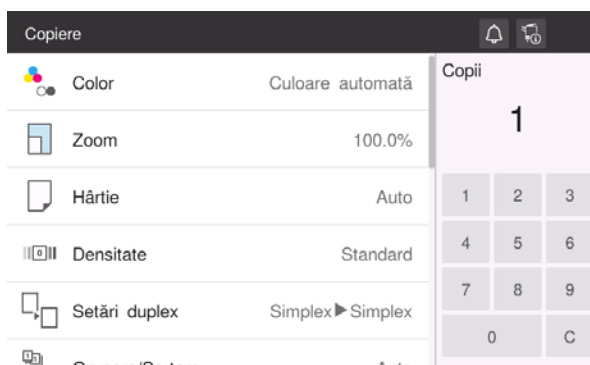 Copiere
Color Culoare automată
Zoom 100.0%
Hârtie Auto
Densitate Standard
Setări duplex Simplex▶Simplex
Copii
1
1 2 3
4 5 6
7 8 9
0 C